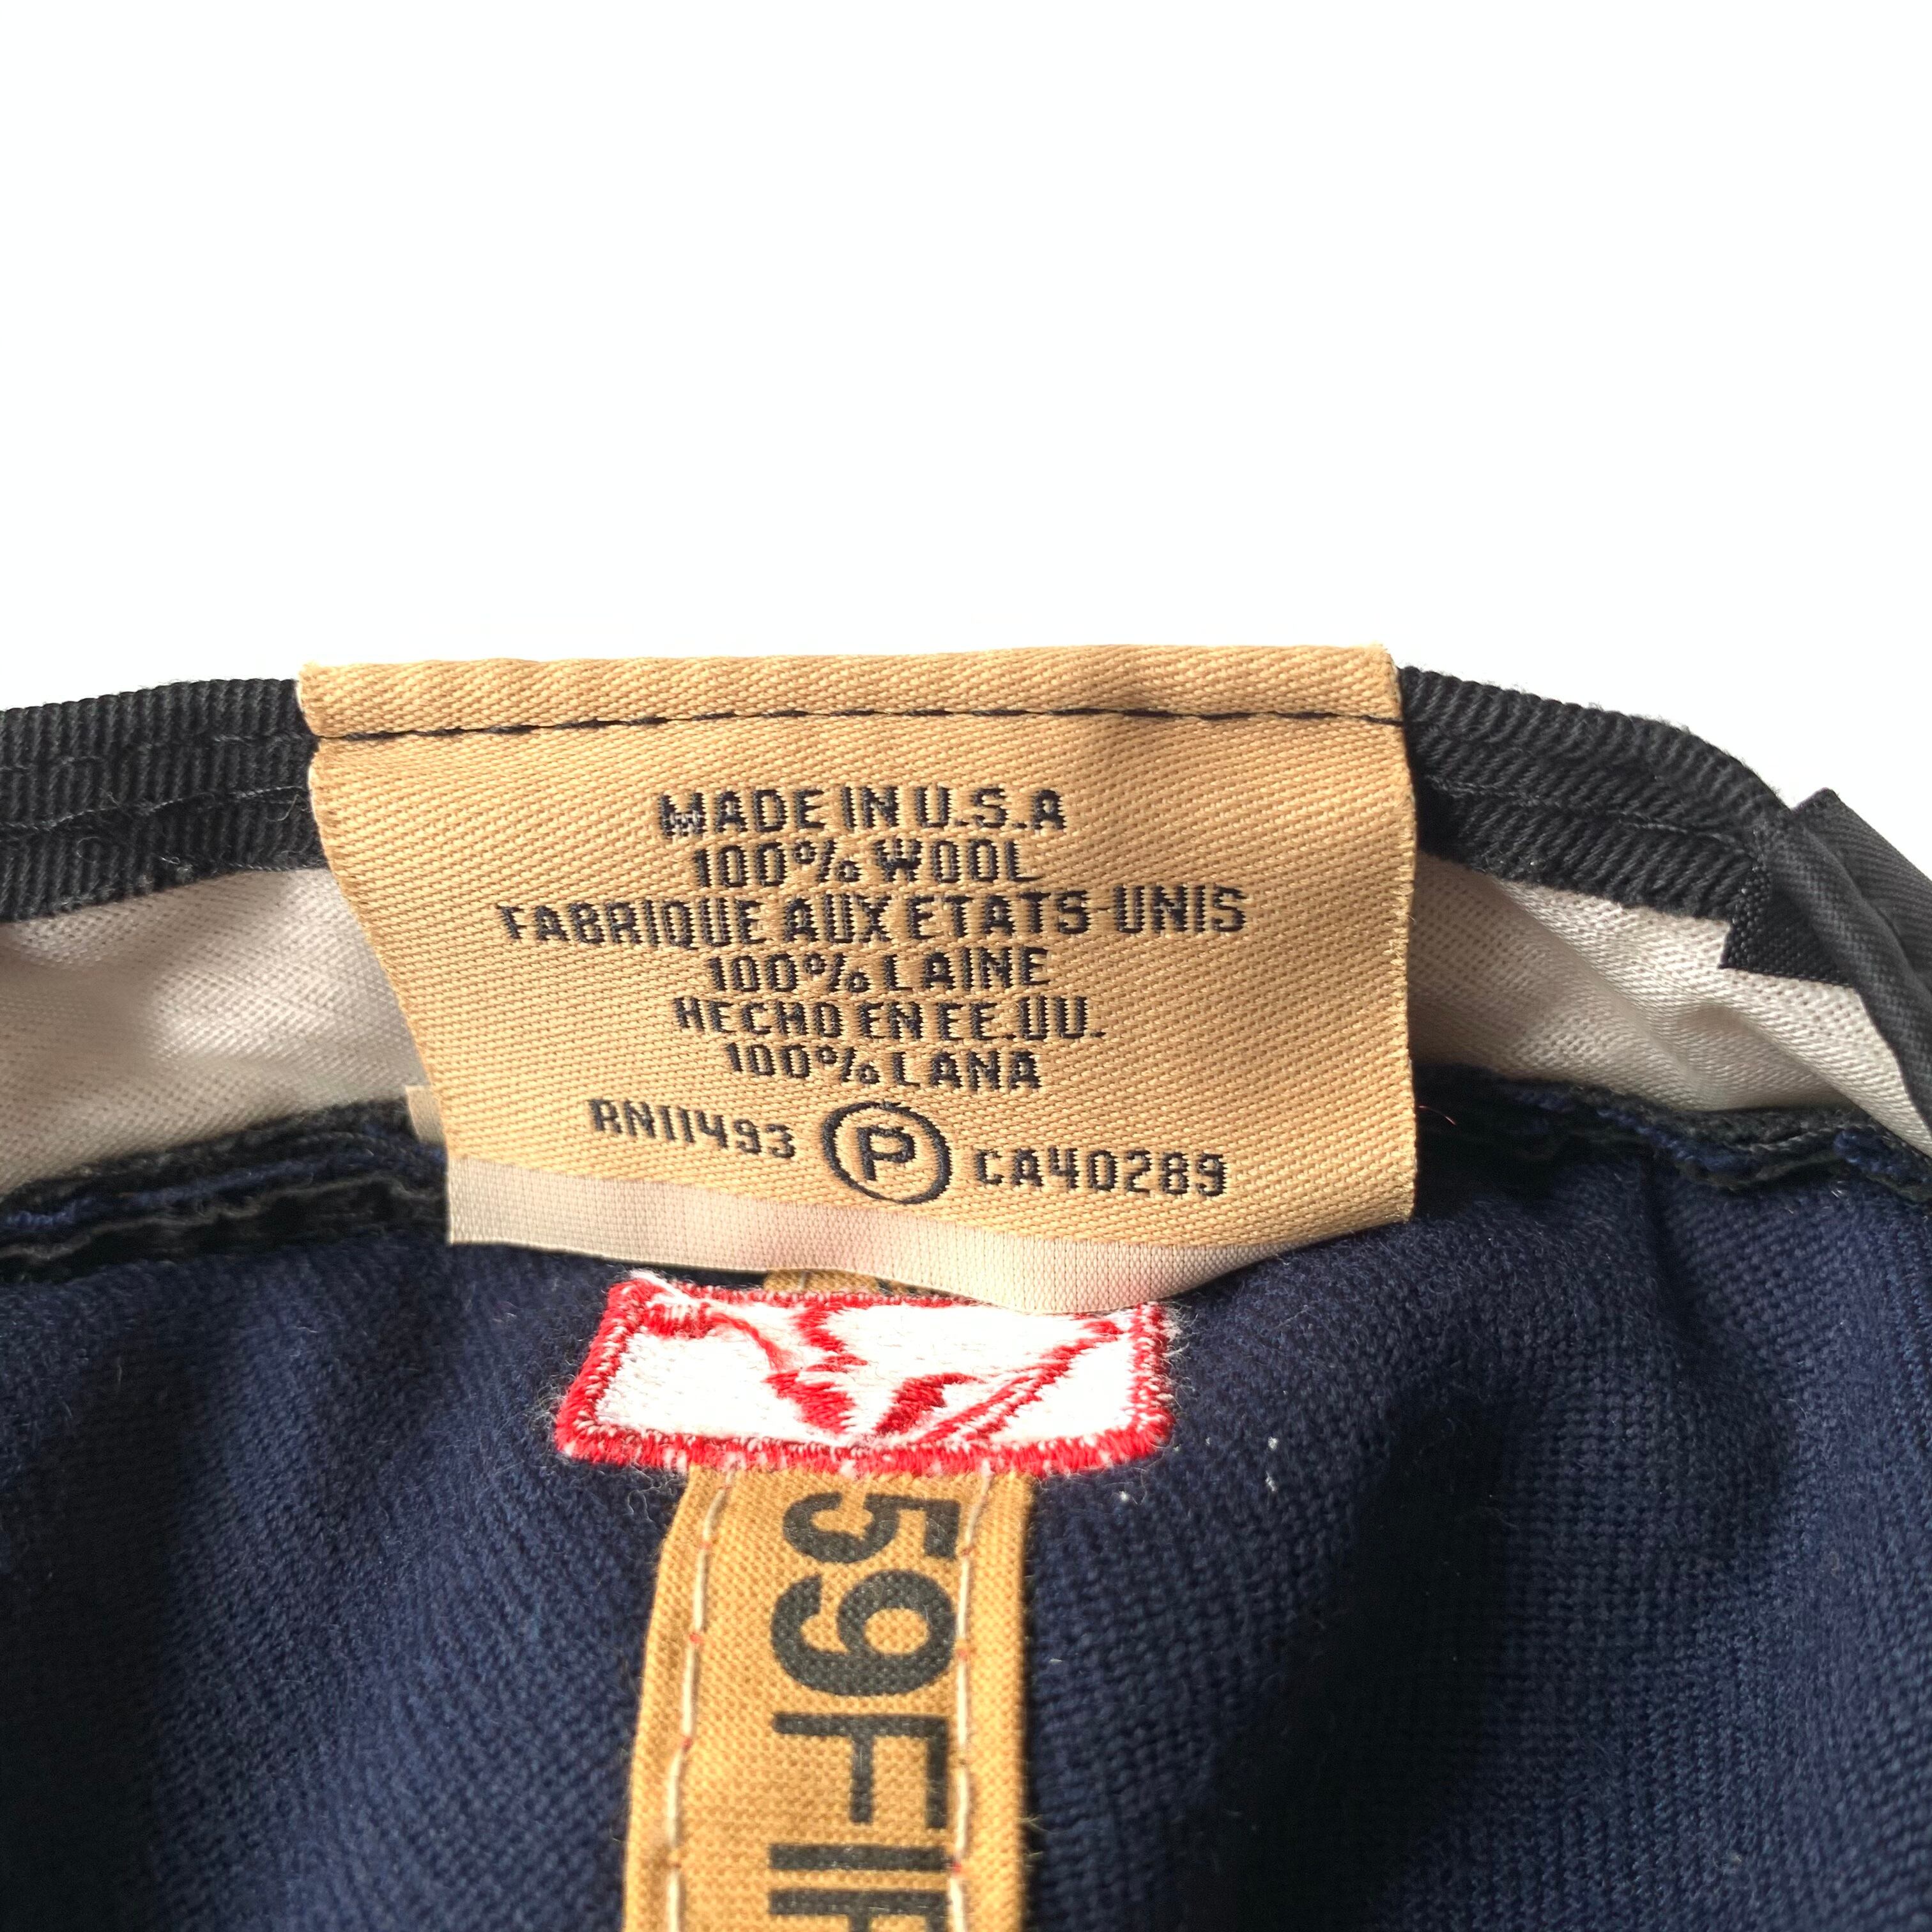 MADE IN U.S.A
100% WOOL
FABRIQUE AUX ETATS-UNIS
100% LAINE
HECHO EN EE.UU.
100% LANA
RN11493 P CA40289
59FIF